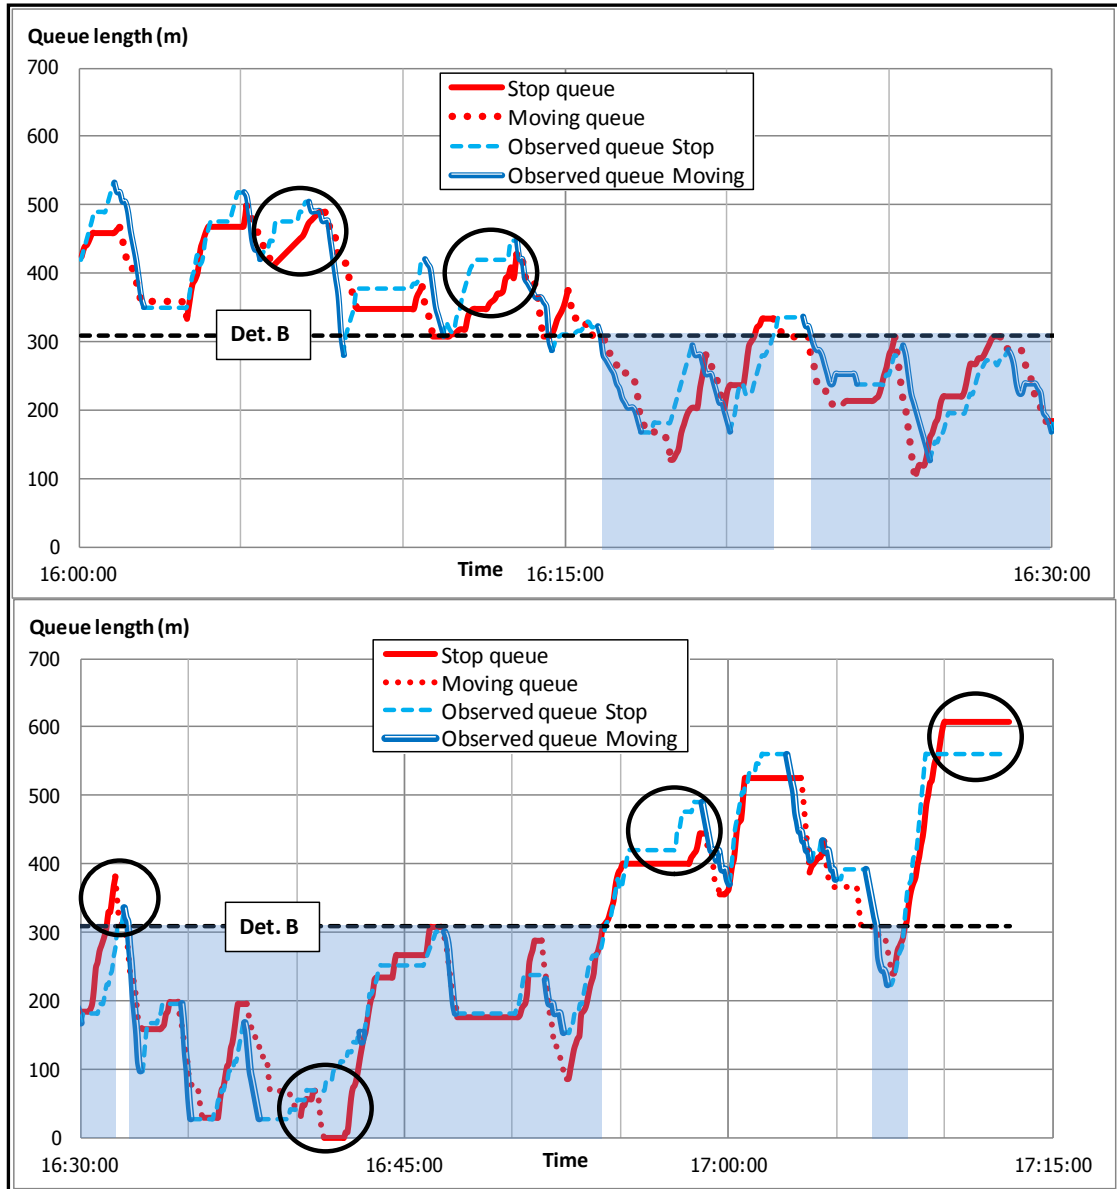 Queue length (m)
700
Stop queue
Moving queue
Observed queue Stop
Observed queue Moving
600
500
400
Det. B
300
200
100
0
16:00:00
Time
16:15:00
16:30:00
Queue length (m)
700
Stop queue
Moving queue
Observed queue Stop
Observed queue Moving
600
500
400
Det. B
300
200
100
0
16:30:00
16:45:00
Time
17:00:00
17:15:00